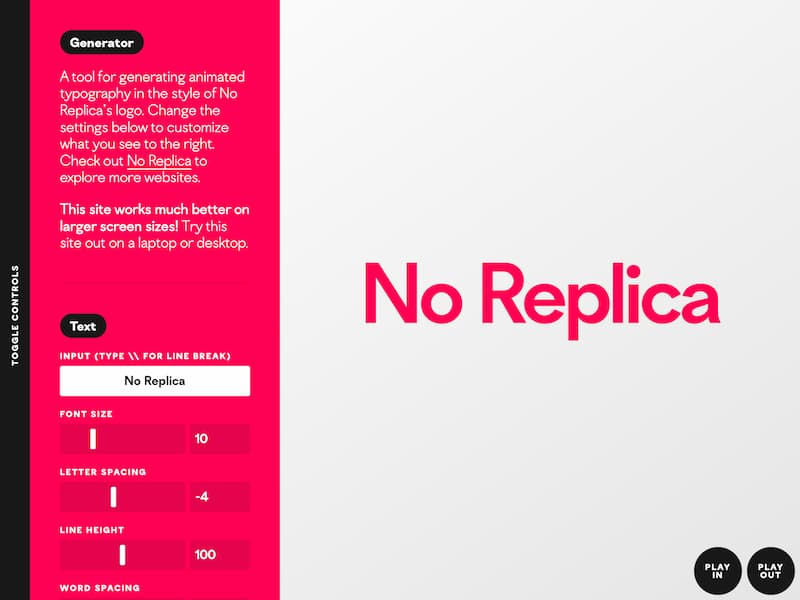 TOGGLE CONTROLS
Generator
A tool for generating animated
typography in the style of No
Replica's logo. Change the
settings below to customize
what you see to the right.
Check out No Replica to
explore more websites.
This site works much better on
larger screen sizes! Try this
site out on a laptop or desktop.
Text
INPUT (TYPE \\ FOR LINE BREAK)
No Replica
FONT SIZE
10
LETTER SPACING
-4
LINE HEIGHT
100
WORD SPACING
No Replica
PLAY
IN
PLAY
OUT